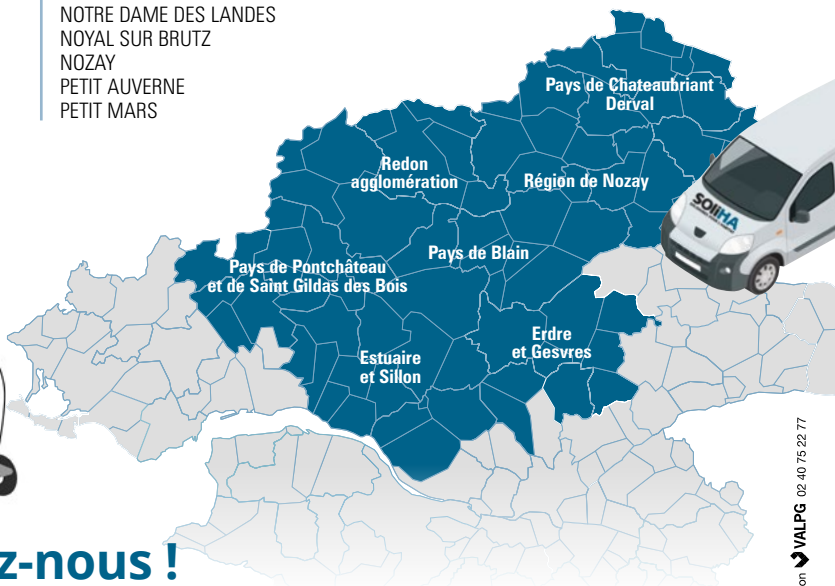 NOTRE DAME DES LANDES
NOYAL SUR BRUTZ
NOZAY
PETIT AUVERNE
PETIT MARS
Pays de Chateaubriant
Derval
Redon
agglomération
Région de Nozay
SOLIHA
Pays de Blain
Pays de Pontchâteau
et de Saint Gildas des Bois
Erdre
et Gesvres
Estuaire
et Sillon
on VALPG 02 40 75 22 77
z-nous !